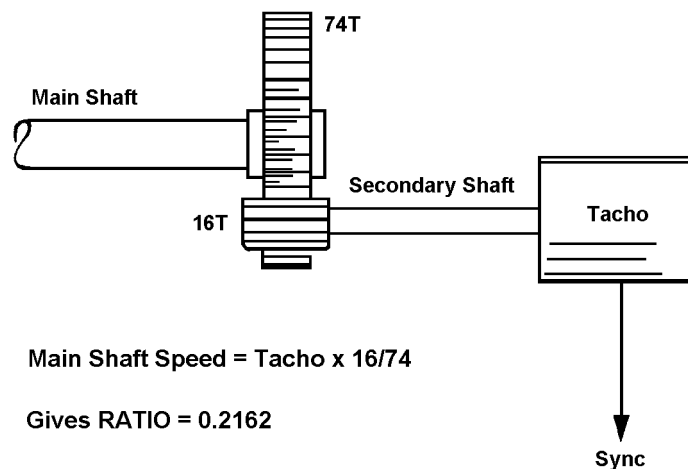 74T
Main Shaft
Secondary Shaft
16T
Tacho
Main Shaft Speed = Tacho x 16/74
Gives RATIO = 0.2162
Sync